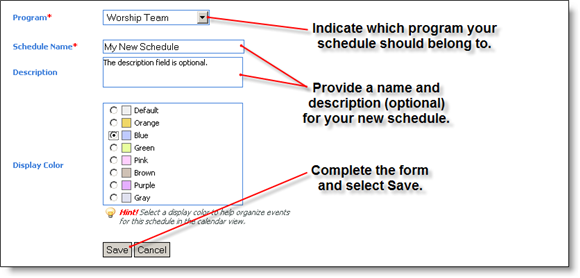 Program*
Worship Team
Indicate which program your
schedule should belong to.
Schedule Name*
My New Schedule
Description
The description field is optional.
Provide a name and
description (optional)
for your new schedule.
Display Color
Default
Orange
Blue
Green
Pink
Brown
Purple
Gray
Complete the form
and select Save.
Hint! Select a display color to help organize events
for this schedule in the calendar view.
Save Cancel